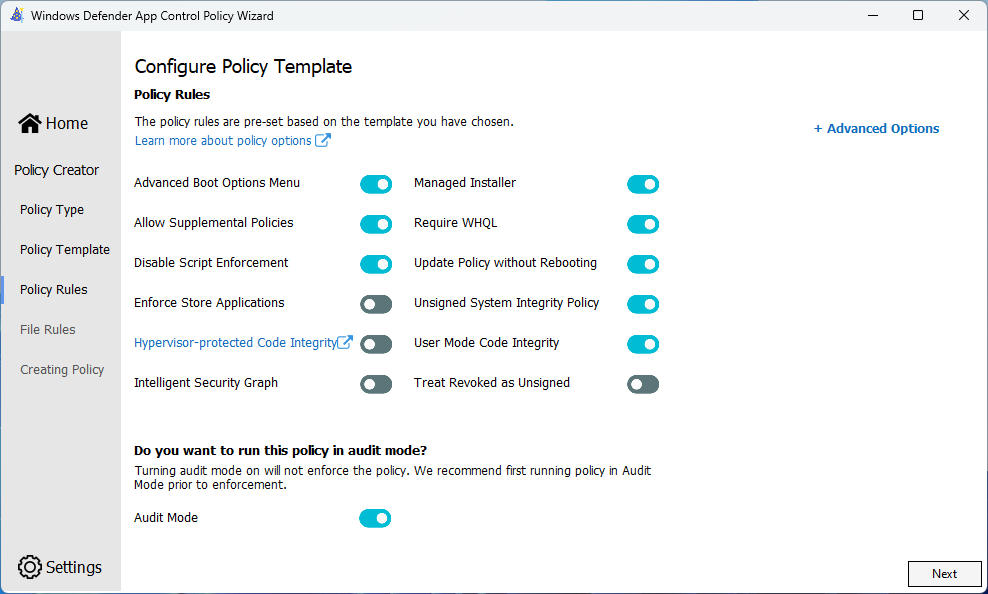 Windows Defender App Control Policy Wizard
Home
Policy Creator
Policy Type
Policy Template
Policy Rules
File Rules
Creating Policy
Settings
Configure Policy Template
Policy Rules
The policy rules are pre-set based on the template you have chosen.
Learn more about policy options
+ Advanced Options
Advanced Boot Options Menu
Managed Installer
Allow Supplemental Policies
Require WHQL
Disable Script Enforcement
Update Policy without Rebooting
Enforce Store Applications
Unsigned System Integrity Policy
Hypervisor-protected Code Integrity
User Mode Code Integrity
Intelligent Security Graph
Treat Revoked as Unsigned
Do you want to run this policy in audit mode?
Turning audit mode on will not enforce the policy. We recommend first running policy in Audit
Mode prior to enforcement.
Audit Mode
Next